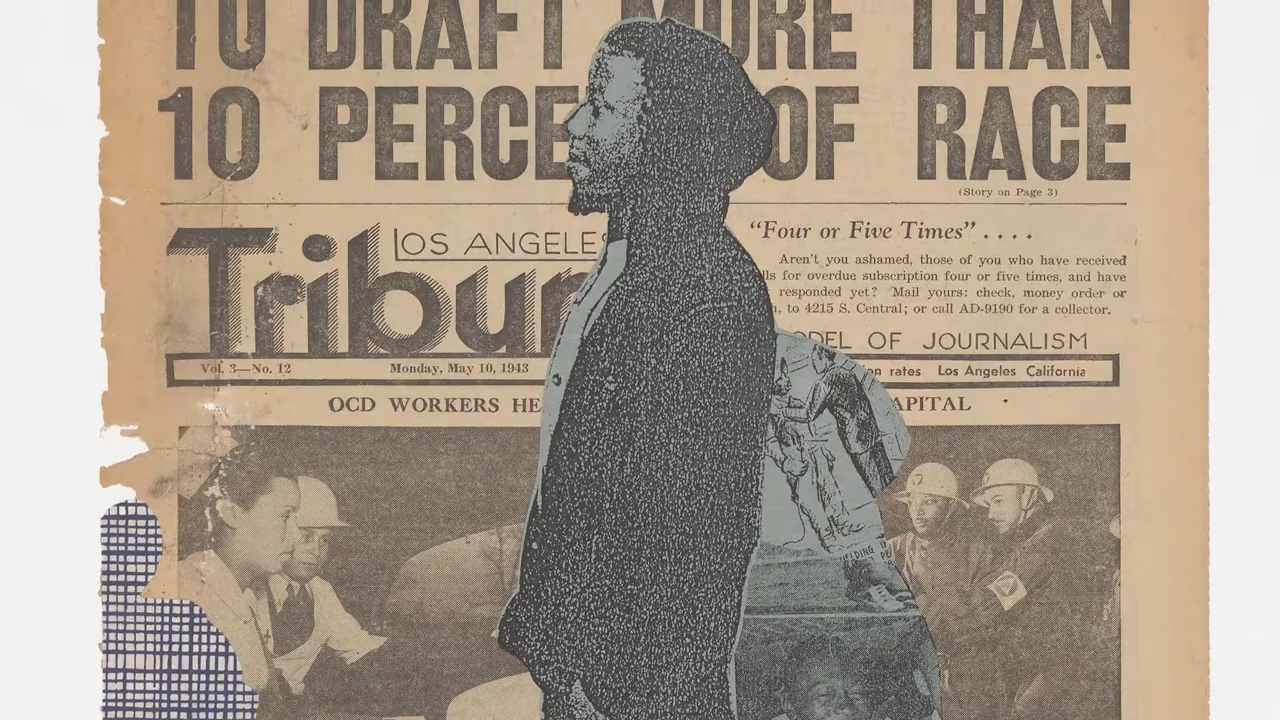 TO DRAFT MORE THAN
10 PERCE OF RACE
(Story on Page 3)
LOS ANGELES
Tribun
"Four or Five Times" . . . .
Aren't you ashamed, those of you who have received
lls for overdue subscription four or five times, and have
responded yet? Mail yours: check, money order or
, to 4215 S. Central; or call AD-9190 for a collector.
ODEL OF JOURNALISM
Vol. 3—No. 12 Monday, May 10, 1943 on rates Los Angeles California
OCD WORKERS HE APITAL